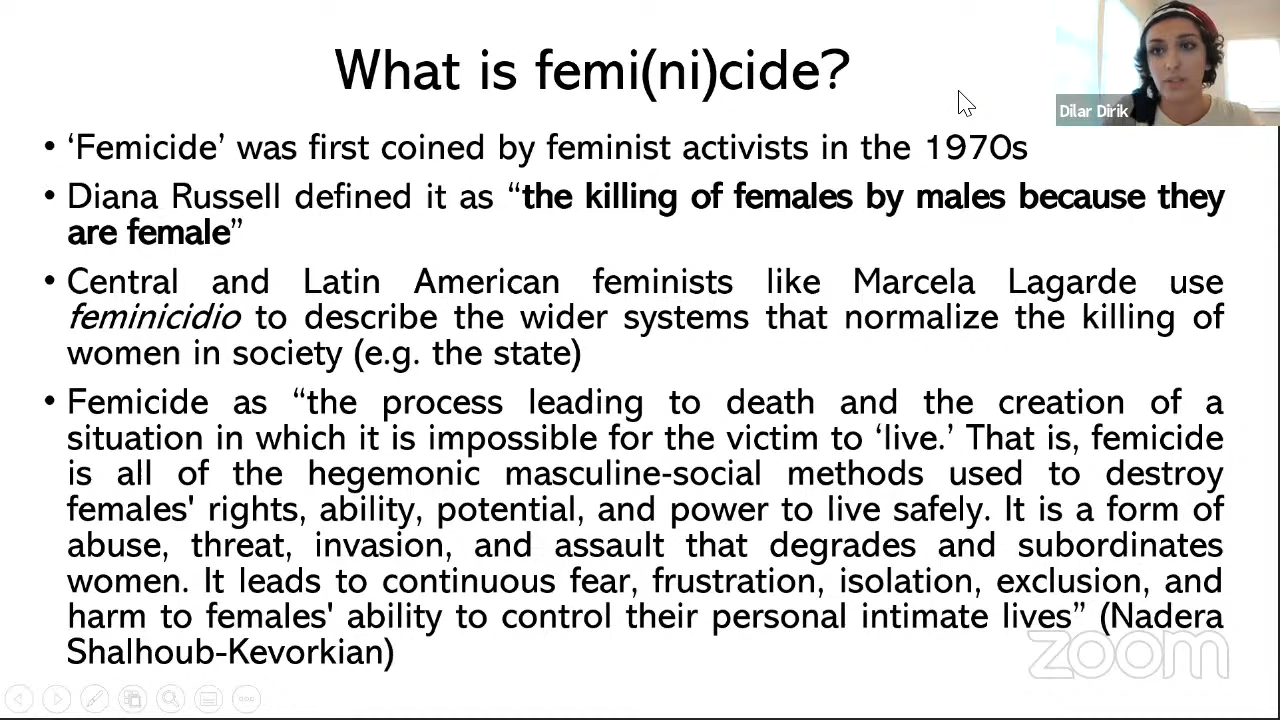 What is femi(ni)cide?
Dilar Dirik
• ‘Femicide’ was first coined by feminist activists in the 1970s
• Diana Russell defined it as “the killing of females by males because they
are female”
• Central and Latin American feminists like Marcela Lagarde use
feminicidio to describe the wider systems that normalize the killing of
women in society (e.g. the state)
• Femicide as “the process leading to death and the creation of a
situation in which it is impossible for the victim to ‘live.’ That is, femicide
is all of the hegemonic masculine-social methods used to destroy
females' rights, ability, potential, and power to live safely. It is a form of
abuse, threat, invasion, and assault that degrades and subordinates
women. It leads to continuous fear, frustration, isolation, exclusion, and
harm to females' ability to control their personal intimate lives” (Nadera
Shalhoub-Kevorkian)
zoom